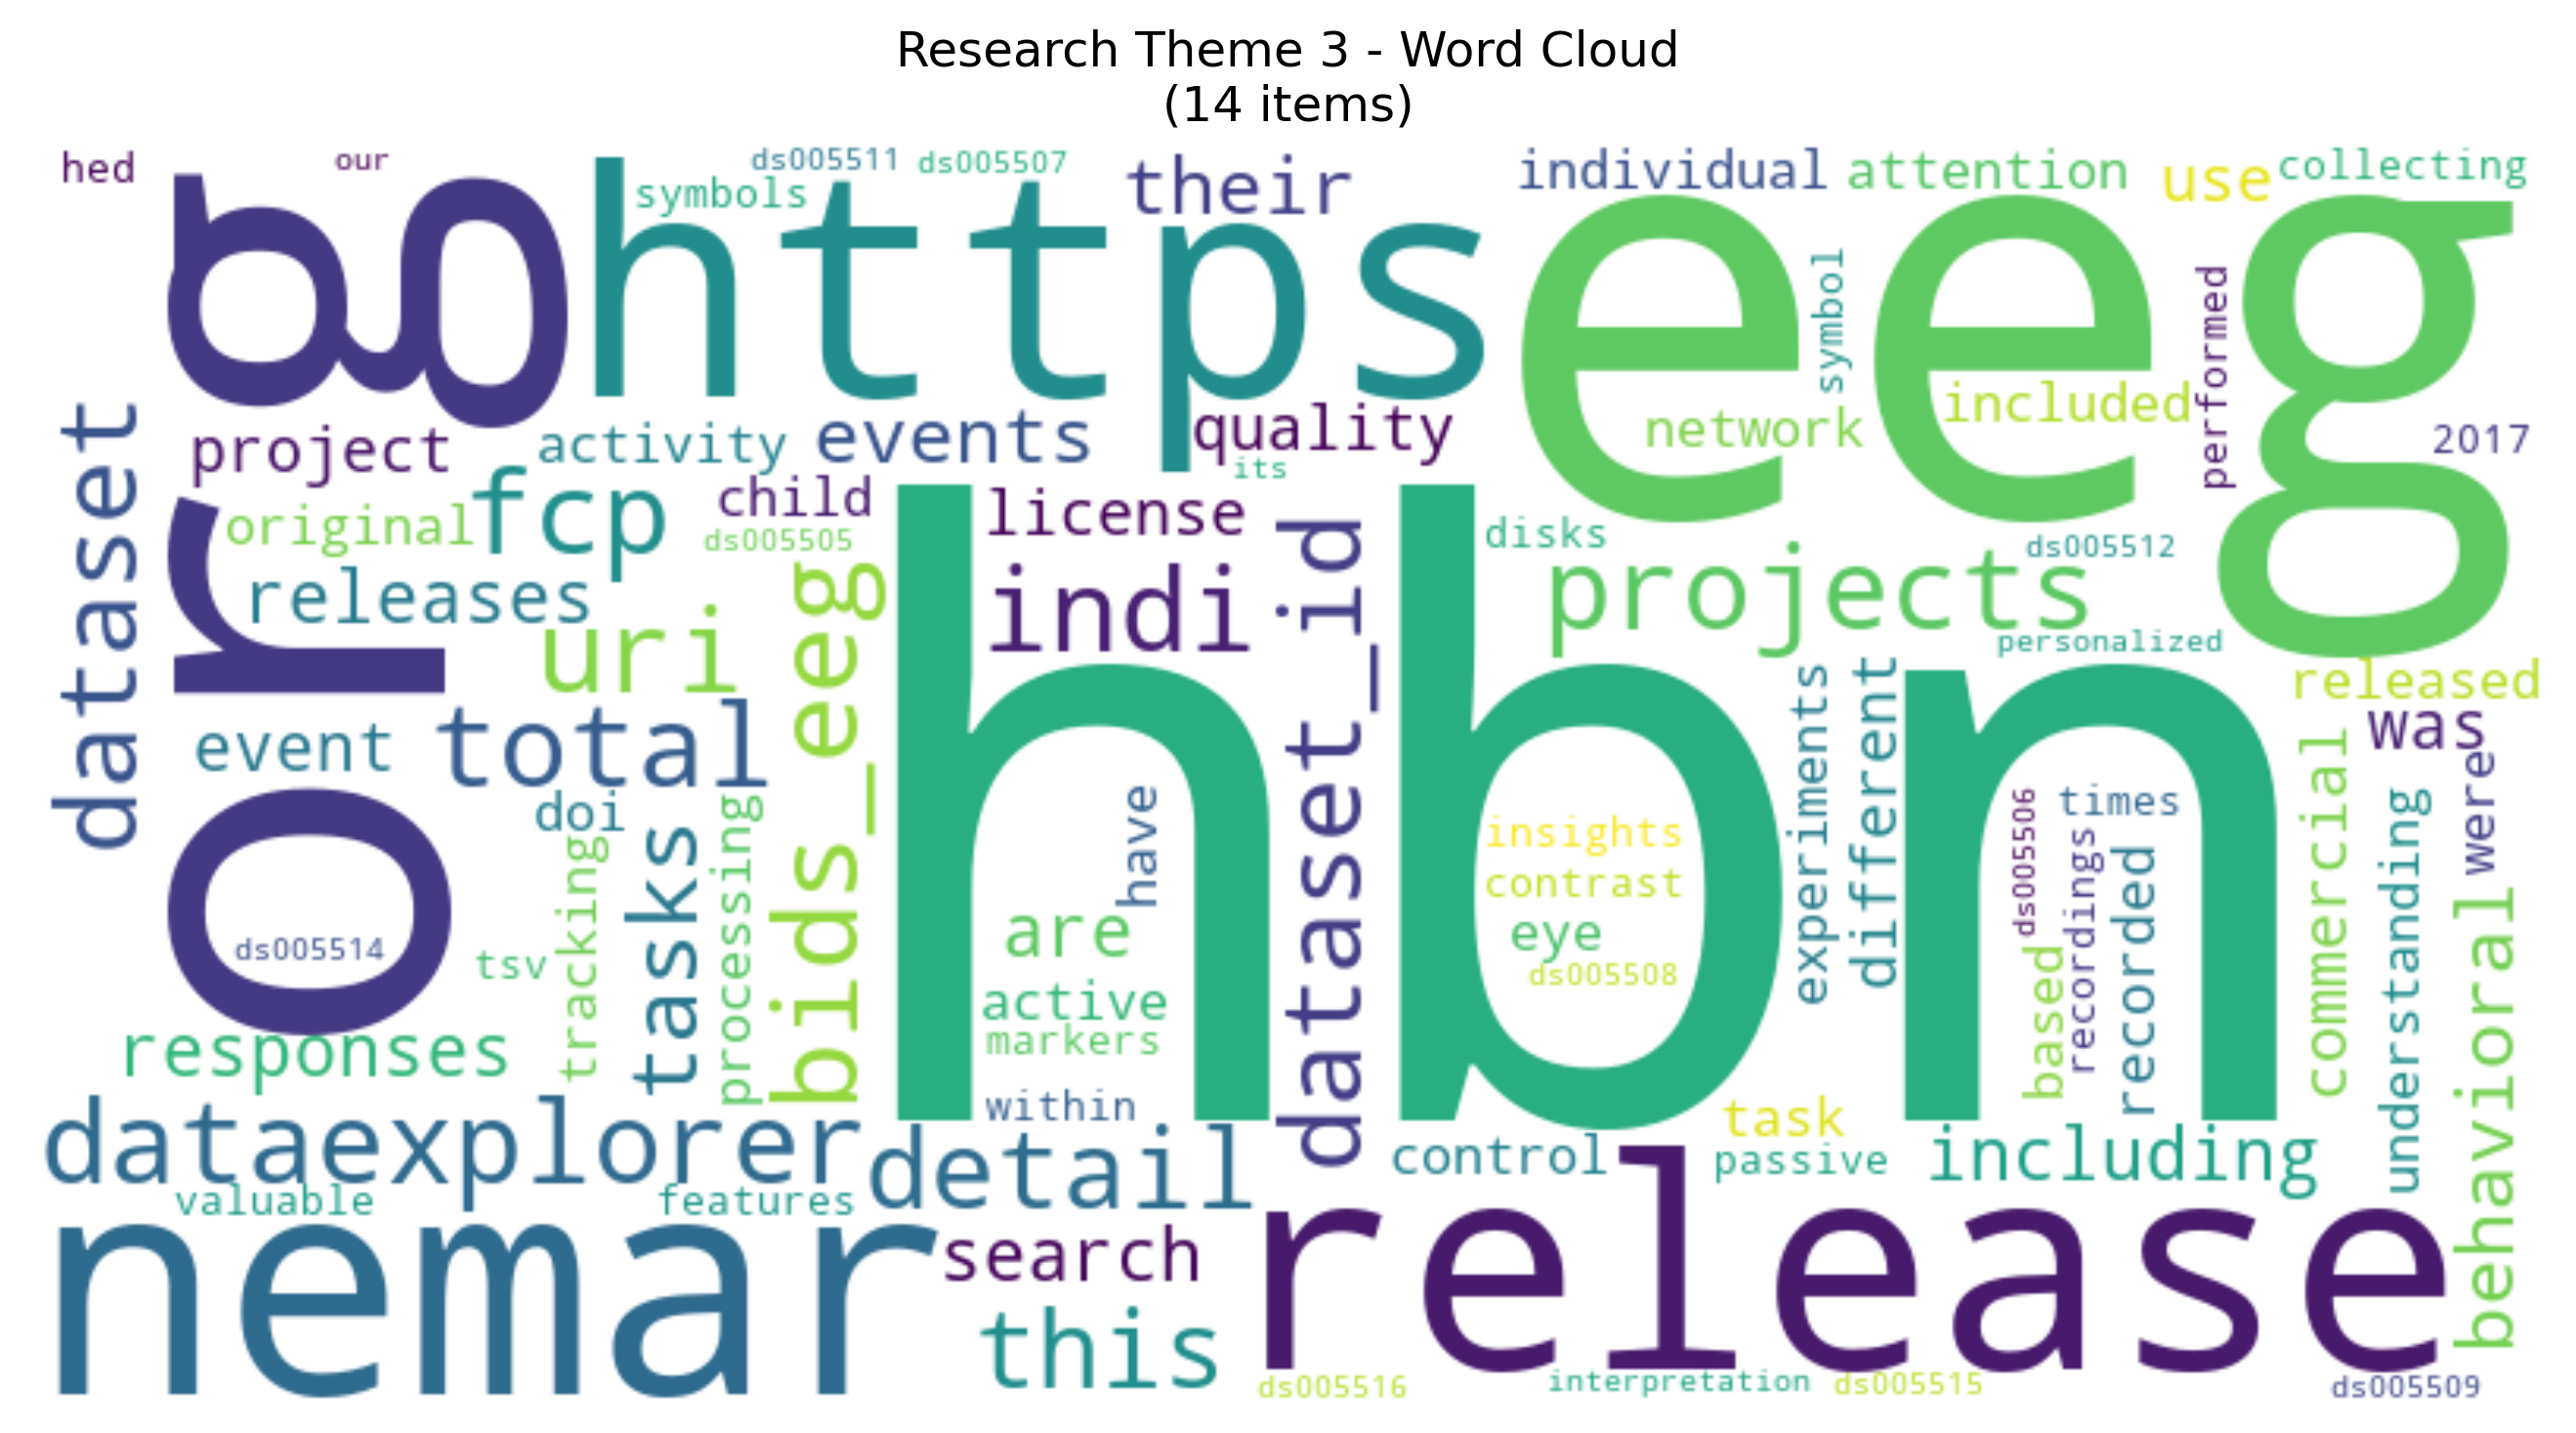 Research Theme 3 - Word Cloud
(14 items)
hed
our
org
https
symbols
ds005511
ds005507
their
individual
attention
use
collecting
eeg
symbol
performed
2017
network
included
dataset
project
activity
events
quality
its
original
fcp
child
ds005505
license
disks
ds005512
projects
personalized
released
releases
uri
indi
dataset_id
hbn
bids_eeg
event
total
doi
tracking
tasks
processing
have
are
active
markers
within
insights
contrast
eye
ds005508
experiments
different
ds005506
times
recordings
recorded
based
was
were
commercial
understanding
behavioral
ds005514
tsv
responses
dataexplorer
detail
control
task
passive
including
valuable
features
nemar
search
this
release
ds005516
interpretation
ds005515
ds005509